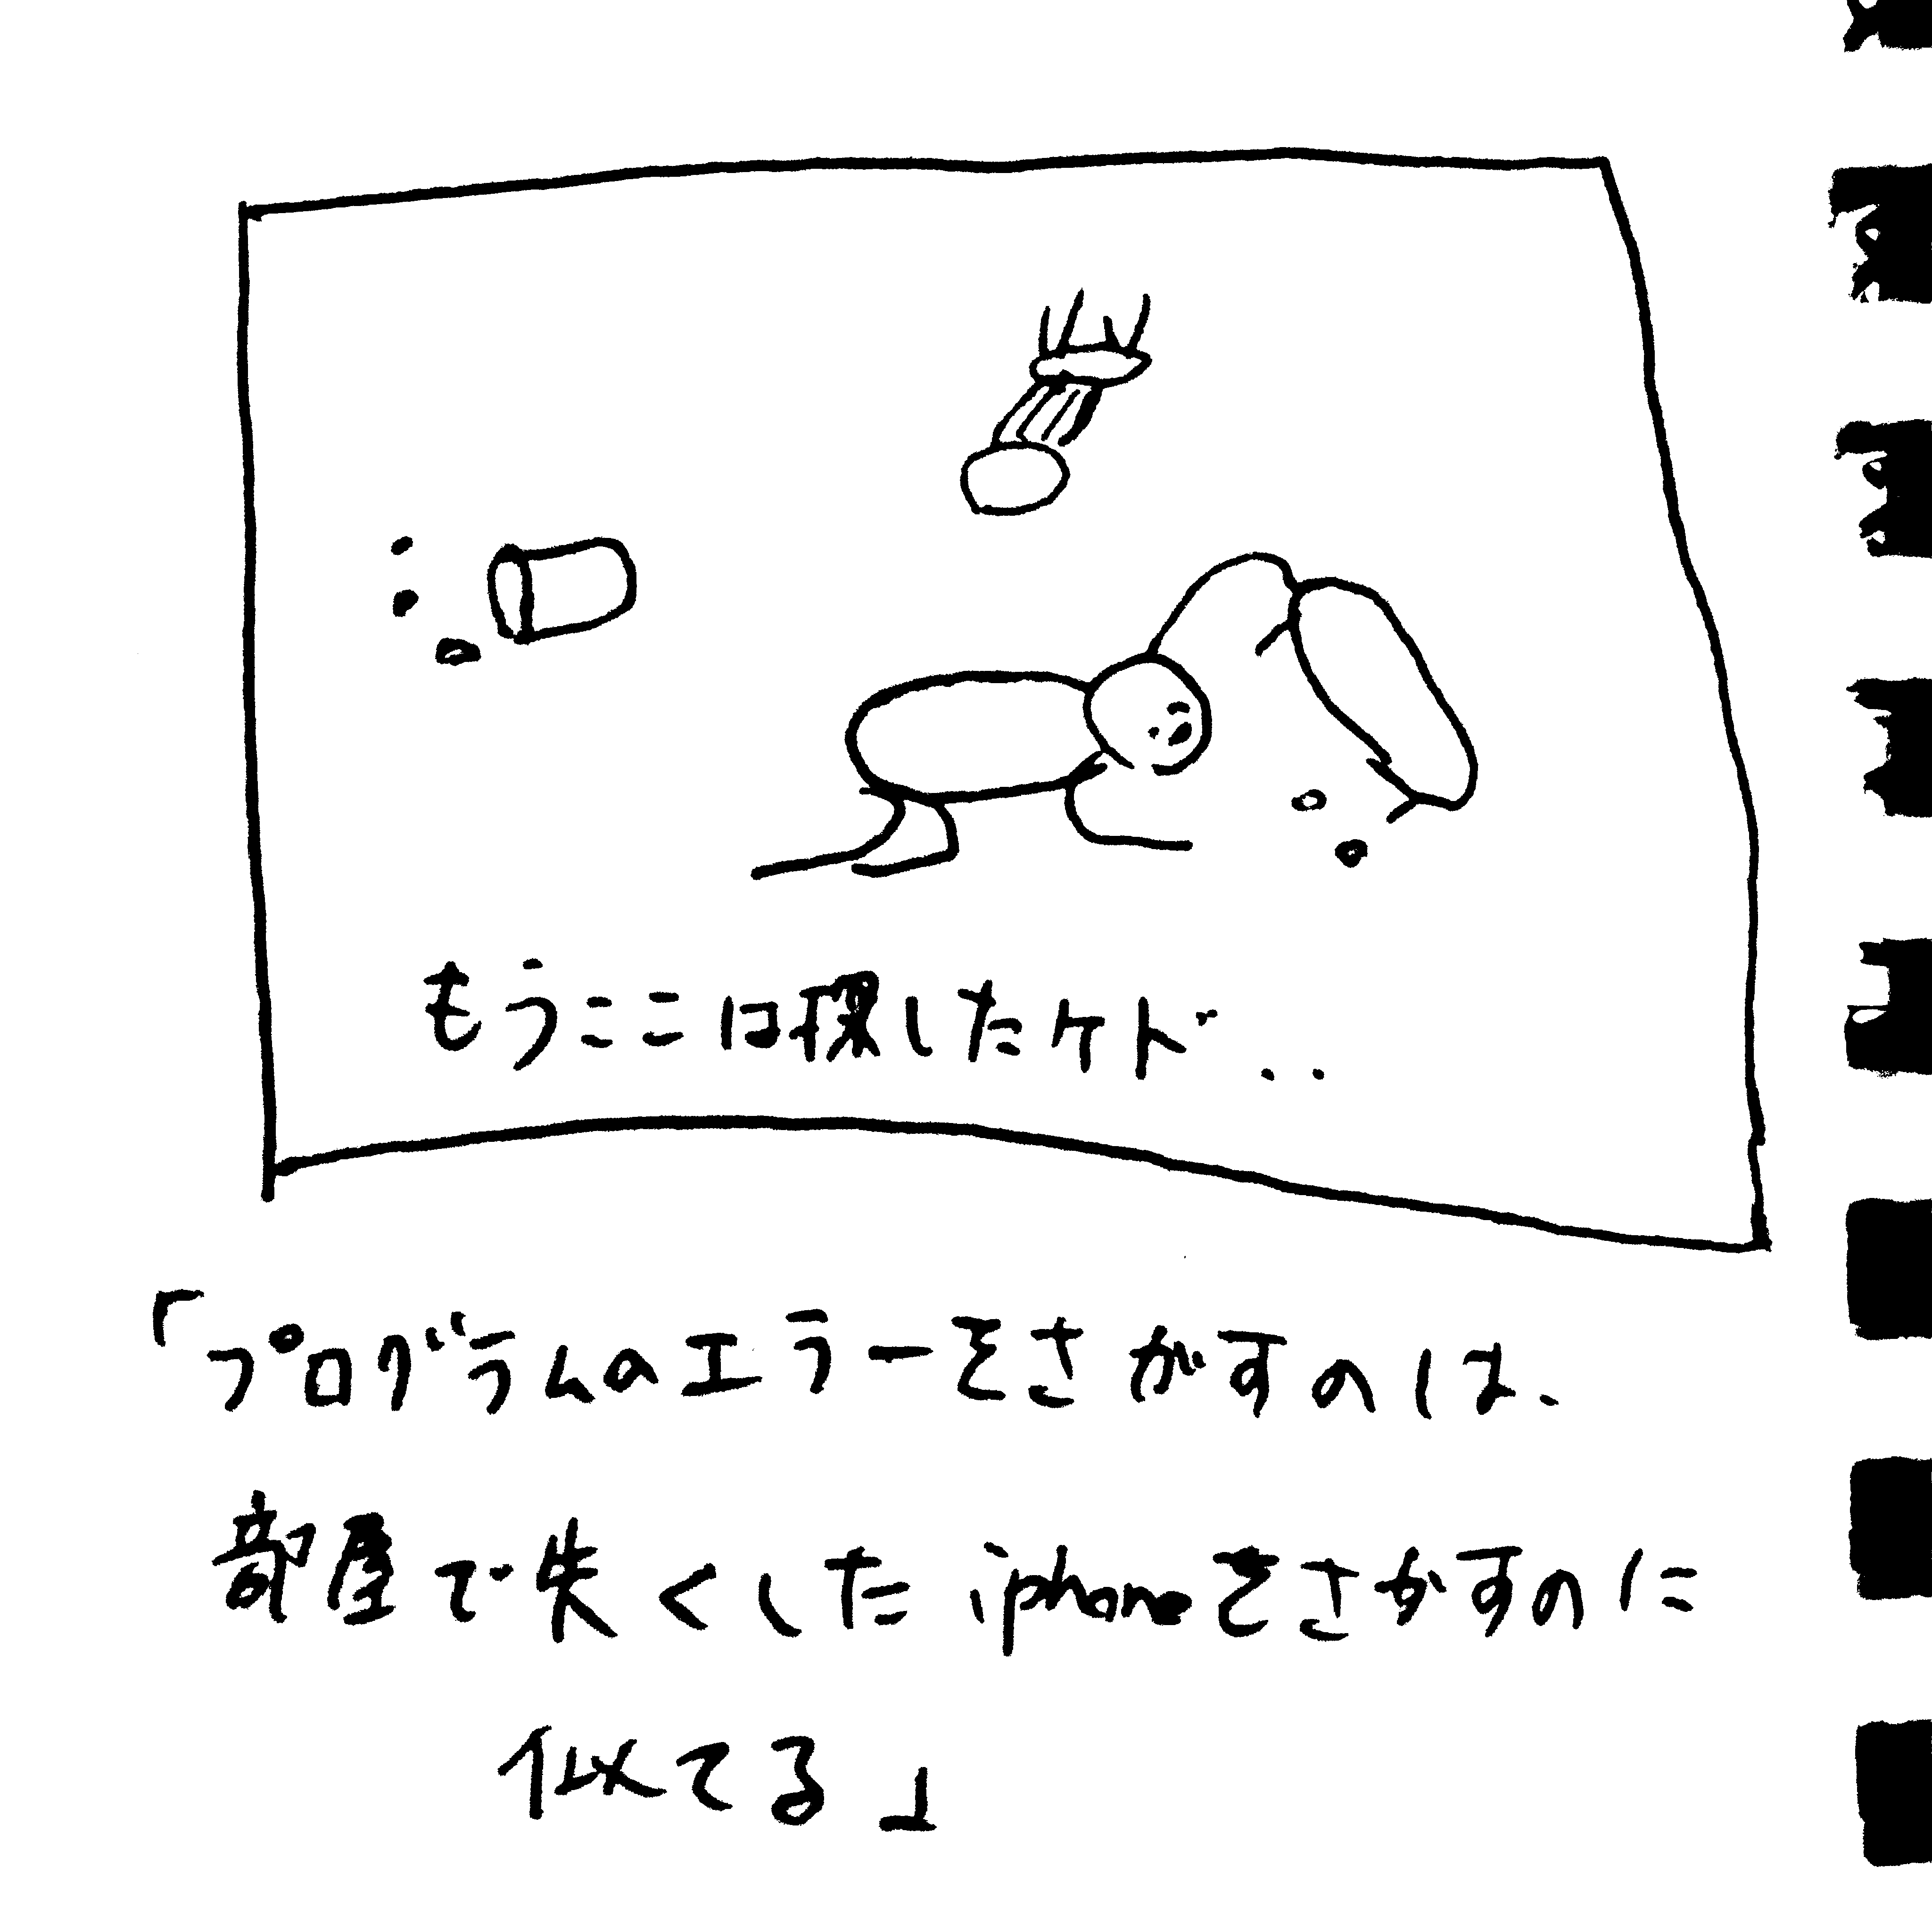 もうここは探したケド..
「プログラムのエラーをさがすのは、
部屋で失くしたiphoneをさがすのに
似てる」